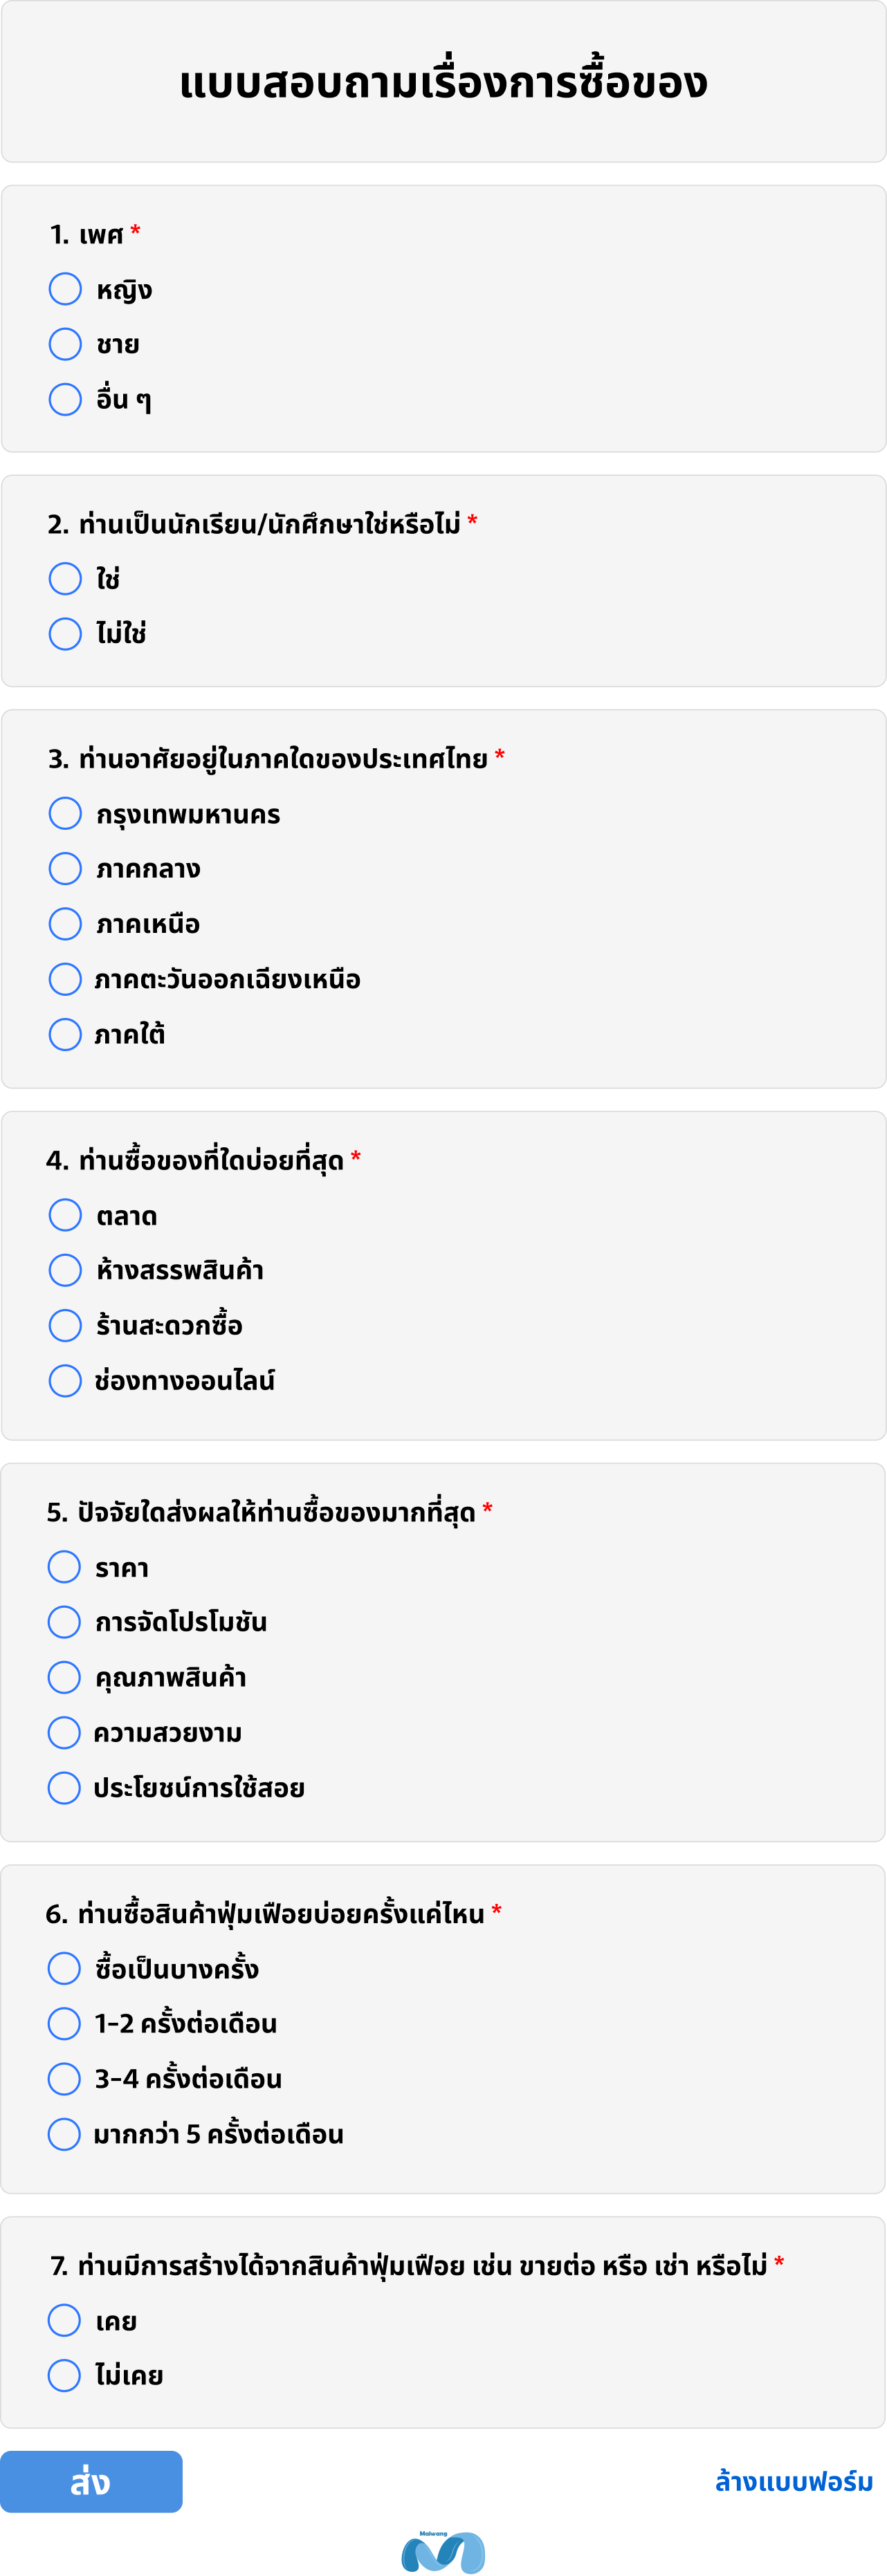 แบบสอบถามเรื่องการซื้อของ
1. เพศ *
หญิง
ชาย
อื่น ๆ
2. ท่านเป็นนักเรียน/นักศึกษาใช่หรือไม่ *
ใช่
ไม่ใช่
3. ท่านอาศัยอยู่ในภาคใดของประเทศไทย *
กรุงเทพมหานคร
ภาคกลาง
ภาคเหนือ
ภาคตะวันออกเฉียงเหนือ
ภาคใต้
4. ท่านซื้อของที่ใดบ่อยที่สุด *
ตลาด
ห้างสรรพสินค้า
ร้านสะดวกซื้อ
ช่องทางออนไลน์
5. ปัจจัยใดส่งผลให้ท่านซื้อของมากที่สุด *
ราคา
การจัดโปรโมชัน
คุณภาพสินค้า
ความสวยงาม
ประโยชน์การใช้สอย
6. ท่านซื้อสินค้าฟุ่มเฟือยบ่อยครั้งแค่ไหน *
ซื้อเป็นบางครั้ง
1-2 ครั้งต่อเดือน
3-4 ครั้งต่อเดือน
มากกว่า 5 ครั้งต่อเดือน
7. ท่านมีการสร้างได้จากสินค้าฟุ่มเฟือย เช่น ขายต่อ หรือ เช่า หรือไม่ *
เคย
ไม่เคย
ส่ง
ล้างแบบฟอร์ม
Maiwang